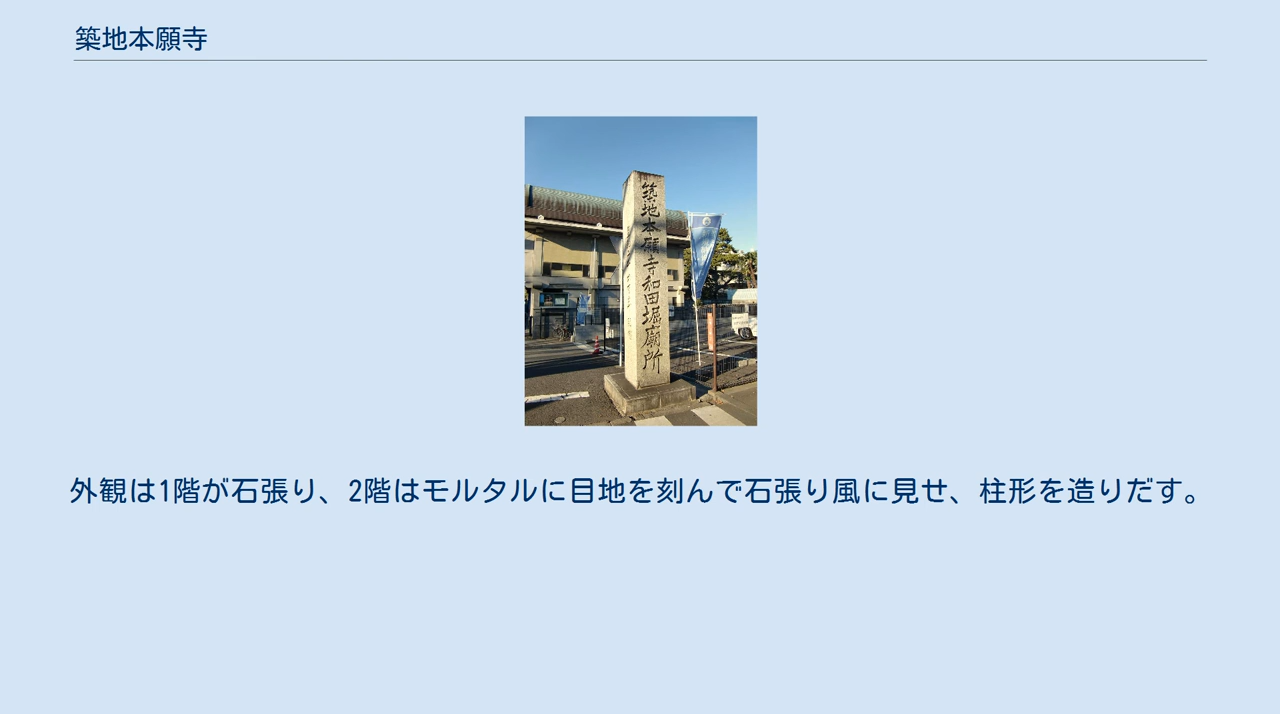 築地本願寺
築地本願寺和田堀廟所
外観は1階が石張り、2階はモルタルに目地を刻んで石張り風に見せ、柱形を造りだす。